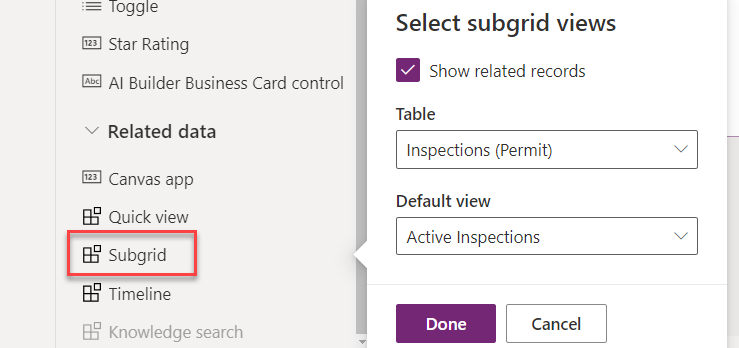 Toggle
123 Star Rating
Abc AI Builder Business Card control
Related data
123 Canvas app
Quick view
Subgrid
Timeline
Knowledge search
Select subgrid views
Show related records
Table
Inspections (Permit)
Default view
Active Inspections
Done
Cancel